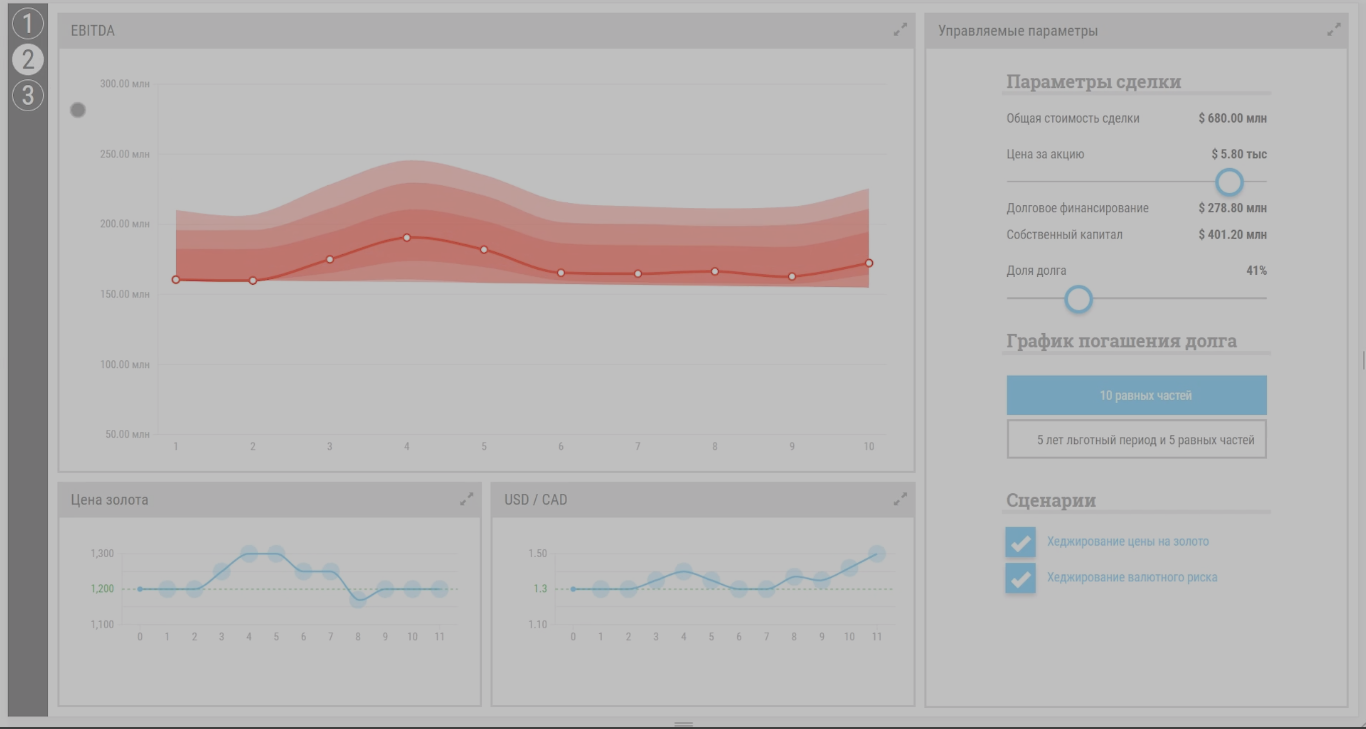 1
2
3
EBITDA
300.00 млн
250.00 млн
200.00 млн
150.00 млн
100.00 млн
50.00 млн
1 2 3 4 5 6 7 8 9 10
Цена золота
1,300
1,200
1,100
0 1 2 3 4 5 6 7 8 9 10 11
USD / CAD
1.50
1.3
1.10
0 1 2 3 4 5 6 7 8 9 10 11
Управляемые параметры
Параметры сделки
Общая стоимость сделки $ 680.00 млн
Цена за акцию $ 5.80 тыс
Долговое финансирование $ 278.80 млн
Собственный капитал $ 401.20 млн
Доля долга 41%
График погашения долга
10 равных частей
5 лет льготный период и 5 равных частей
Сценарии
Хеджирование цены на золото
Хеджирование валютного риска